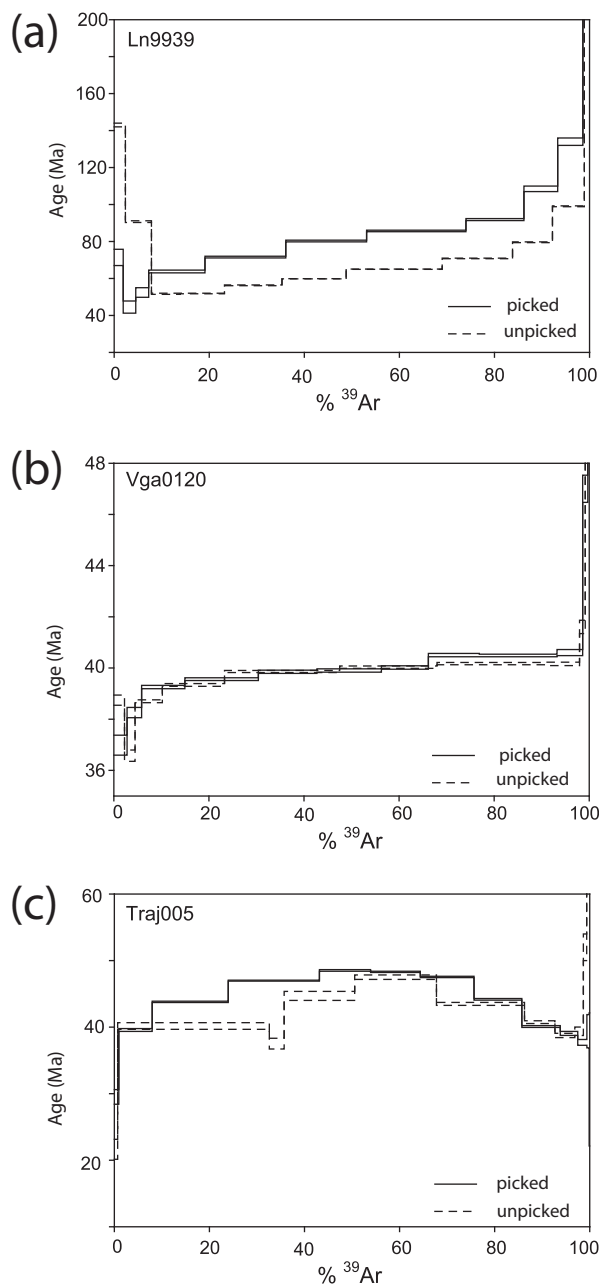 (a)
Ln9939
200
160
120
80
40
Age (Ma)
picked
unpicked
0 20 40 60 80 100
% ³⁹Ar
(b)
Vga0120
48
44
40
36
Age (Ma)
picked
unpicked
0 20 40 60 80 100
% ³⁹Ar
(c)
Traj005
60
40
20
Age (Ma)
picked
unpicked
0 20 40 60 80 100
% ³⁹Ar